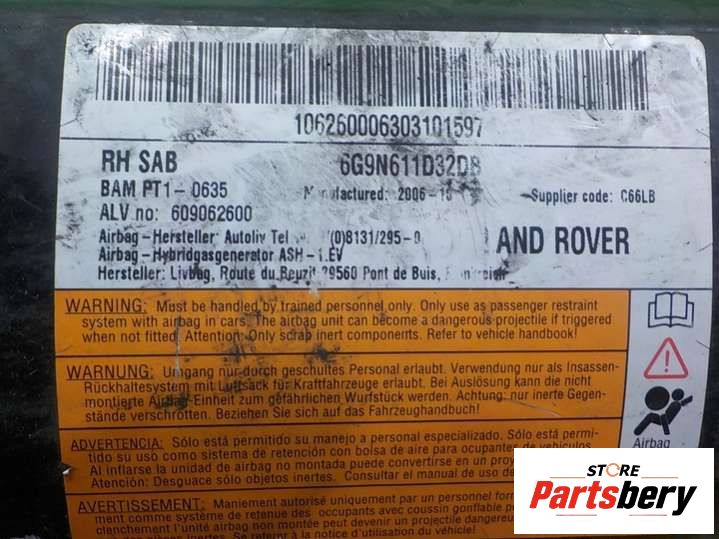 106260006303101597
RH SAB 6G9N611D32DB
BAM PT1-0635 Manufactured: 2006-10 Supplier code: C66LB
ALV no: 609062600
Airbag-Hersteller: Autoliv Tel (0)8131/295-0 AND ROVER
Airbag-Hybridgasgenerator ASH-1.EV
Hersteller: Livbag, Route du 29560 Pont de Buis,
WARNING: Must be handled by trained personnel only. Only use as passenger restraint
system with airbag in cars. The airbag unit can become a dangerous projectile if triggered
when not fitted. Attention: Only scrap inert components. Refer to vehicle handbook!
WARNUNG: Umgang nur durch geschultes Personal erlaubt. Verwendung nur als Insassen-
Rückhaltesystem mit Luftsack für Kraftfahrzeuge erlaubt. Bei Auslösung kann die nicht
montierte Airbag-Einheit zum gefährlichen Wurfstück werden. Achtung: nur inerte Gegen-
stände verschrotten. Beziehen Sie sich auf das Fahrzeughandbuch!
Airbag
ADVERTENCIA: Sólo está permitido su manejo a personal especializado. Sólo está permi-
tido su uso como sistema de retención con bolsa de aire para ocupantes de vehículos.
Al inflarse la unidad de airbag no montada puede convertirse en un proy
Atención: Desguace sólo objetos inertes. Consultar el manual de uso de
AVERTISSEMENT: Maniement autorisé uniquement par un personnel form
comme système de retenue des occupants avec coussin gonflable p
clenchement l'unité airbag non montée peut devenir un projectile
STORE
Partsbery